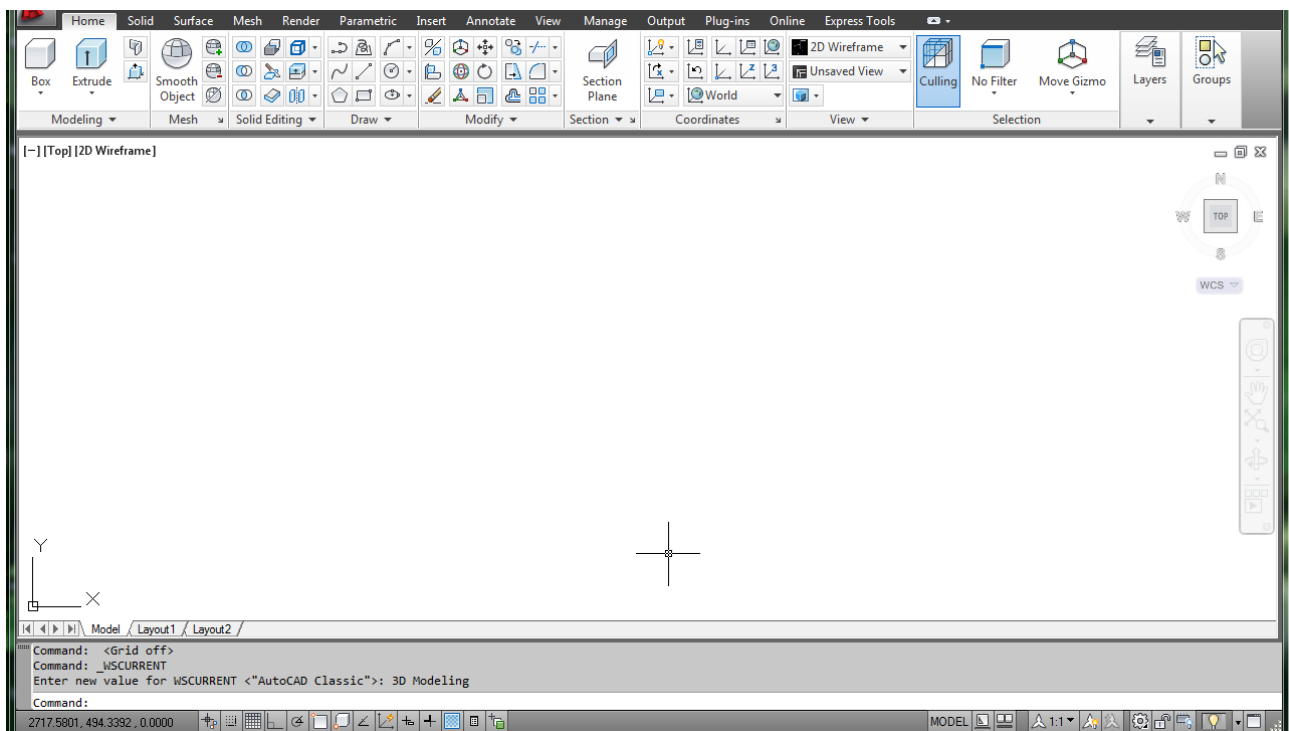 Home Solid Surface Mesh Render Parametric Insert Annotate View Manage Output Plug-ins Online Express Tools
Box Extrude Smooth Object Section Plane 2D Wireframe Unsaved View World Culling No Filter Move Gizmo Layers Groups
Modeling Mesh Solid Editing Draw Modify Section Coordinates View Selection
[−] [Top] [2D Wireframe]
N
W TOP E
S
WCS
Y
X
Model Layout1 Layout2
Command: <Grid off>
Command: _WSCURRENT
Enter new value for WSCURRENT <"AutoCAD Classic">: 3D Modeling
Command:
2717.5801, 494.3392 , 0.0000 MODEL 1:1